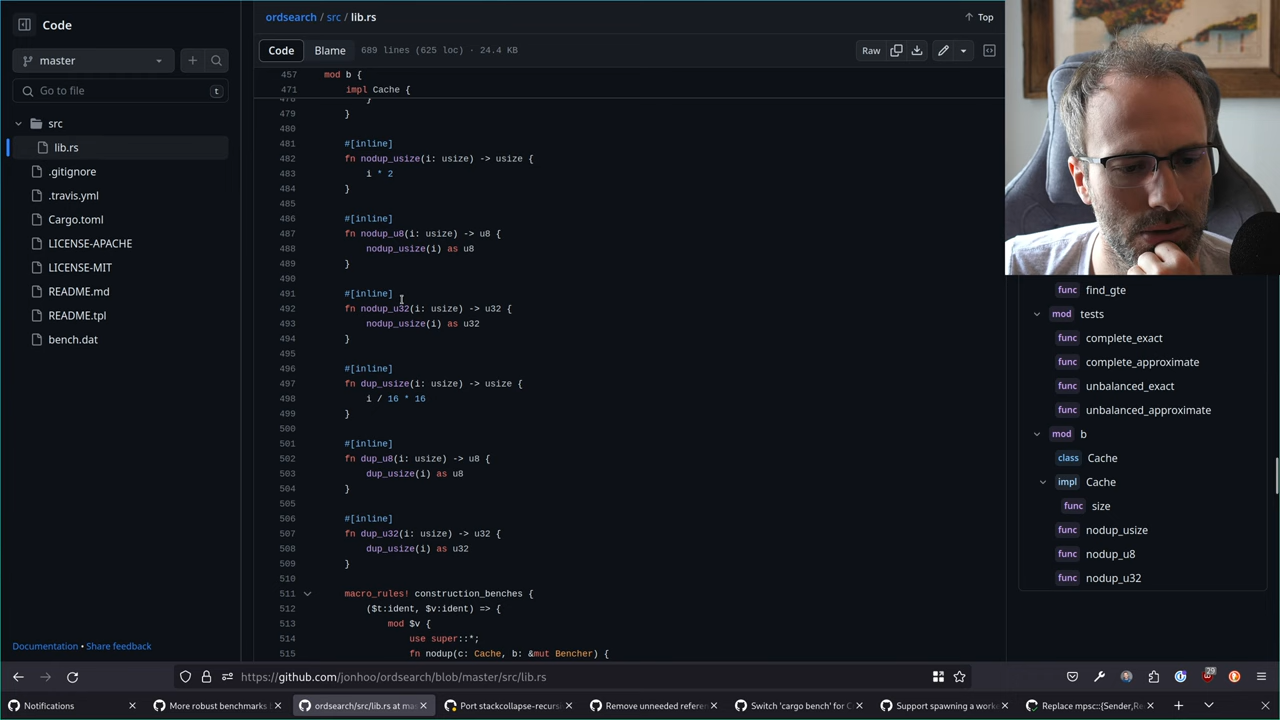 Code
master
Go to file
t
src
lib.rs
.gitignore
.travis.yml
Cargo.toml
LICENSE-APACHE
LICENSE-MIT
README.md
README.tpl
bench.dat
Documentation • Share feedback
ordsearch / src / lib.rs
Top
Code
Blame
689 lines (625 loc) · 24.4 KB
Raw
457 mod b {
471 impl Cache {
478 }
479 }
480
481 #[inline]
482 fn nodup_usize(i: usize) -> usize {
483 i * 2
484 }
485
486 #[inline]
487 fn nodup_u8(i: usize) -> u8 {
488 nodup_usize(i) as u8
489 }
490
491 #[inline]
492 fn nodup_u32(i: usize) -> u32 {
493 nodup_usize(i) as u32
494 }
495
496 #[inline]
497 fn dup_usize(i: usize) -> usize {
498 i / 16 * 16
499 }
500
501 #[inline]
502 fn dup_u8(i: usize) -> u8 {
503 dup_usize(i) as u8
504 }
505
506 #[inline]
507 fn dup_u32(i: usize) -> u32 {
508 dup_usize(i) as u32
509 }
510
511 macro_rules! construction_benches {
512 ($t:ident, $v:ident) => {
513 mod $v {
514 use super::*;
515 fn nodup(c: Cache, b: &mut Bencher) {
func find_gte
mod tests
func complete_exact
func complete_approximate
func unbalanced_exact
func unbalanced_approximate
mod b
class Cache
impl Cache
func size
func nodup_usize
func nodup_u8
func nodup_u32
https://github.com/jonhoo/ordsearch/blob/master/src/lib.rs
29
Notifications
More robust benchmarks
ordsearch/src/lib.rs at mas
Port stackcollapse-recurs
Remove unneeded referen
Switch 'cargo bench' for C
Support spawning a worke
Replace mpsc::{Sender,Re